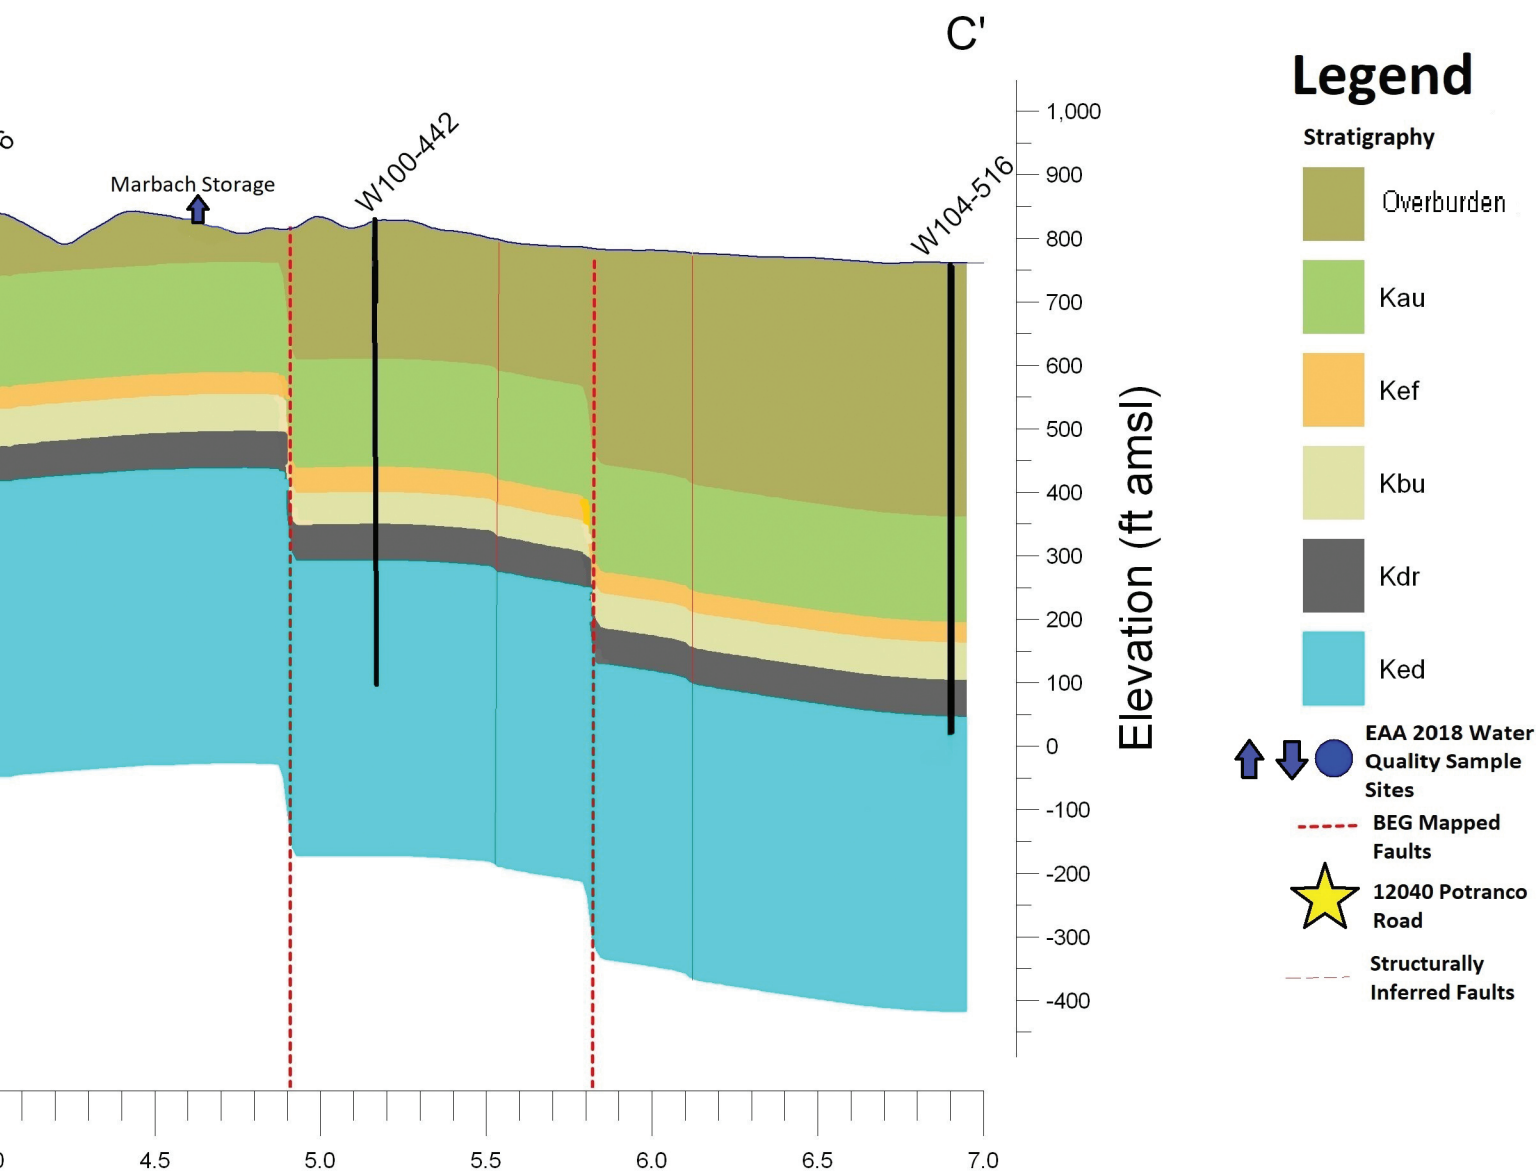 C'
6
Marbach Storage
W100-442
W104-516
1,000
900
800
700
600
500
400
300
200
100
0
-100
-200
-300
-400
Elevation (ft amsl)
0
4.5
5.0
5.5
6.0
6.5
7.0
Legend
Stratigraphy
Overburden
Kau
Kef
Kbu
Kdr
Ked
EAA 2018 Water
Quality Sample
Sites
BEG Mapped
Faults
12040 Potranco
Road
Structurally
Inferred Faults